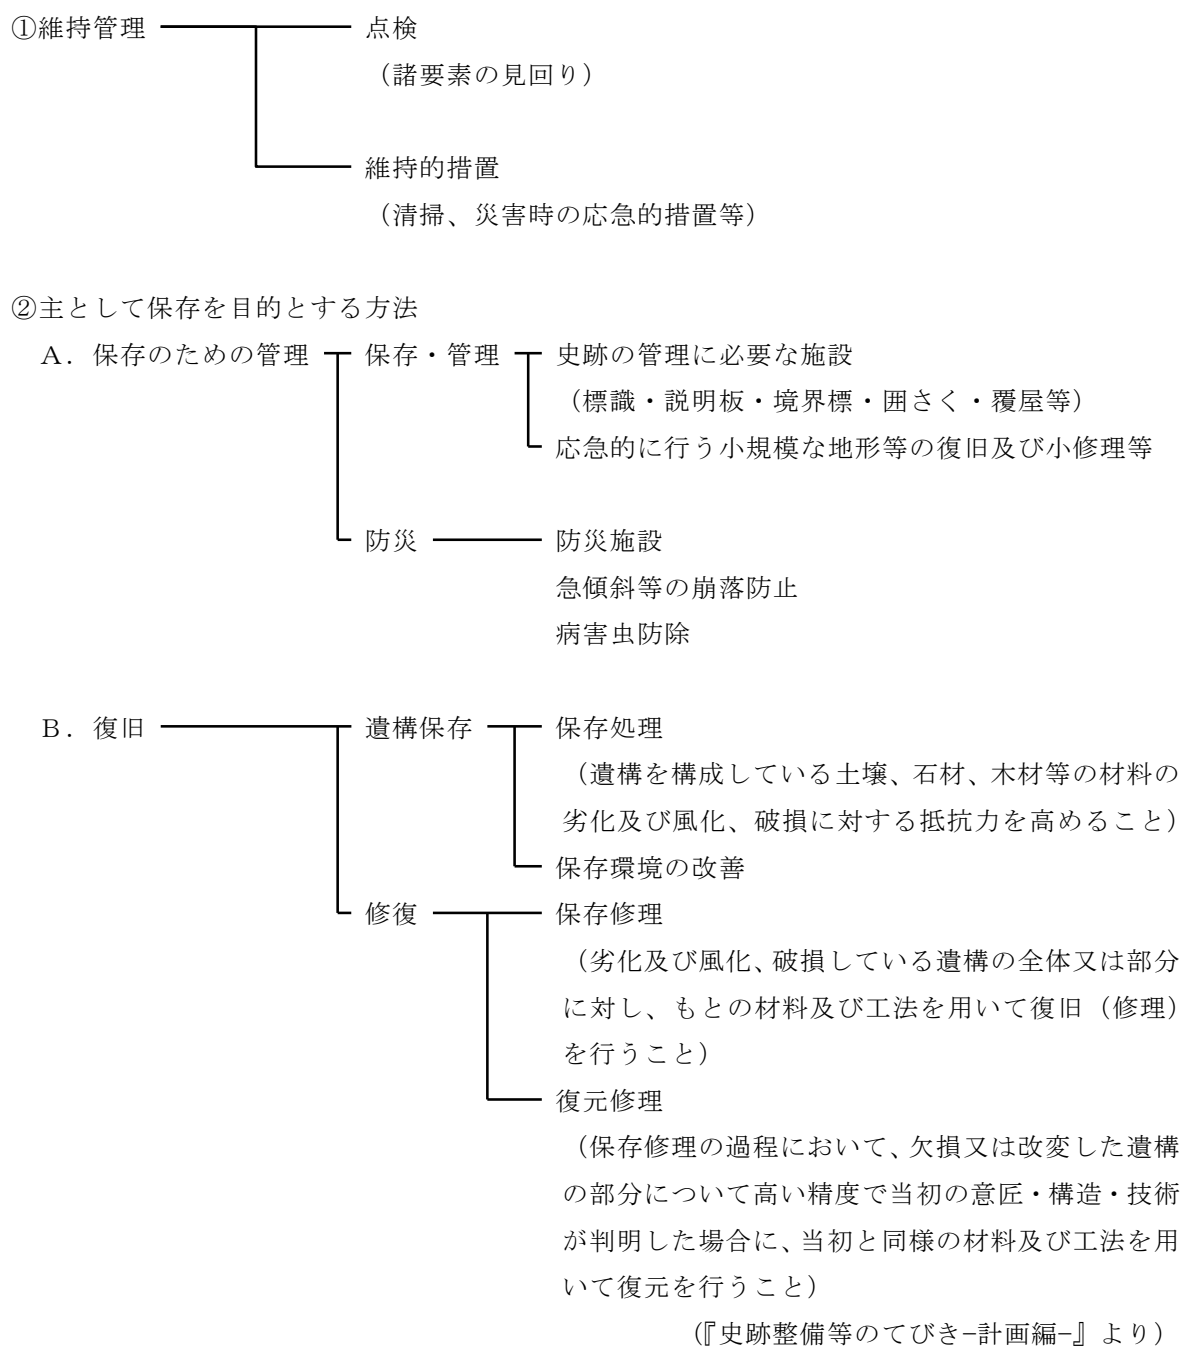 ①維持管理 点検
（諸要素の見回り）
維持的措置
（清掃、災害時の応急的措置等）
②主として保存を目的とする方法
Ａ．保存のための管理 保存・管理 史跡の管理に必要な施設
（標識・説明板・境界標・囲さく・覆屋等）
応急的に行う小規模な地形等の復旧及び小修理等
防災 防災施設
急傾斜等の崩落防止
病害虫防除
Ｂ．復旧 遺構保存 保存処理
（遺構を構成している土壌、石材、木材等の材料の
劣化及び風化、破損に対する抵抗力を高めること）
保存環境の改善
修復 保存修理
（劣化及び風化、破損している遺構の全体又は部分
に対し、もとの材料及び工法を用いて復旧（修理）
を行うこと）
復元修理
（保存修理の過程において、欠損又は改変した遺構
の部分について高い精度で当初の意匠・構造・技術
が判明した場合に、当初と同様の材料及び工法を用
いて復元を行うこと）
（『史跡整備等のてびき−計画編−』より）